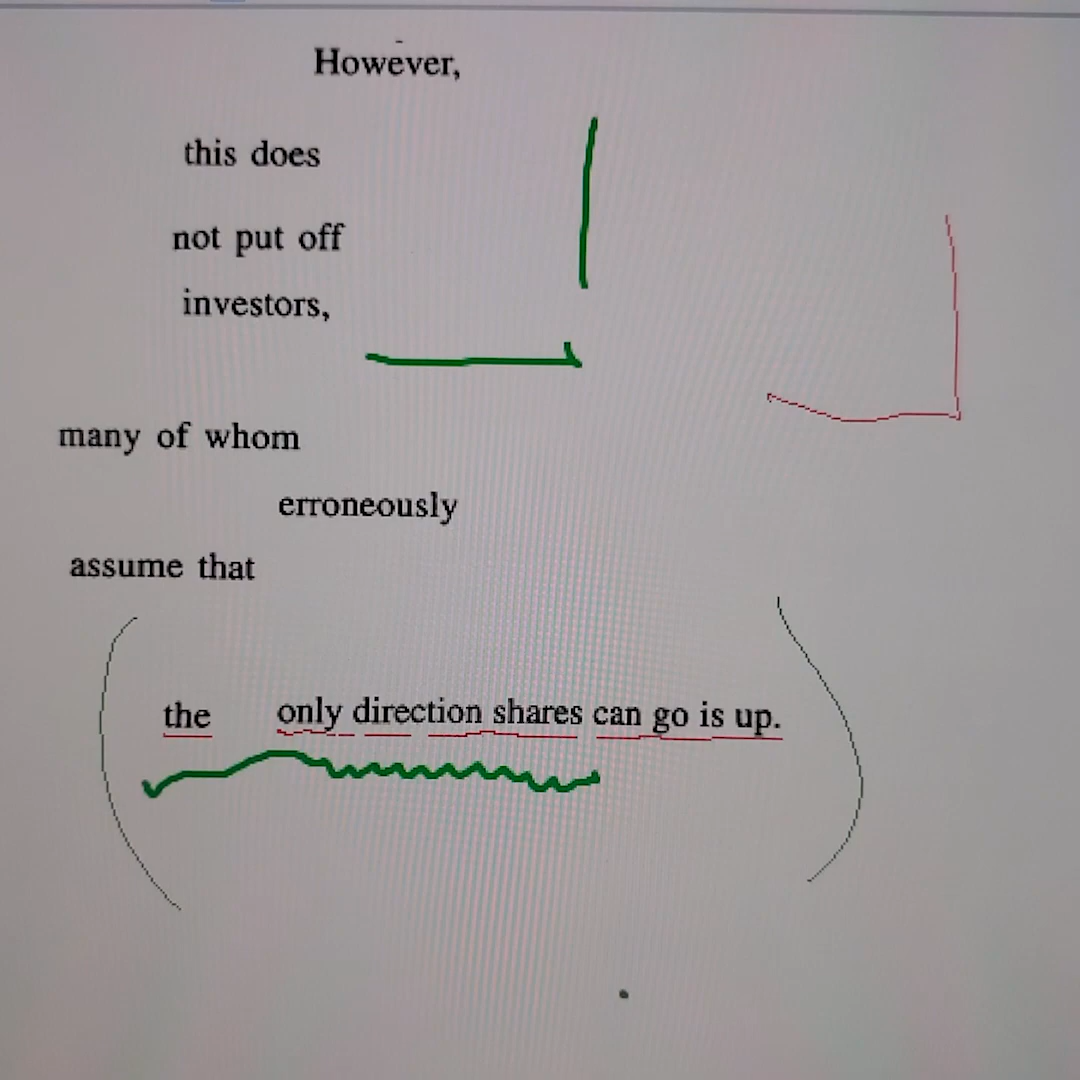 However,
this does
not put off
investors,
many of whom
erroneously
assume that
the only direction shares can go is up.